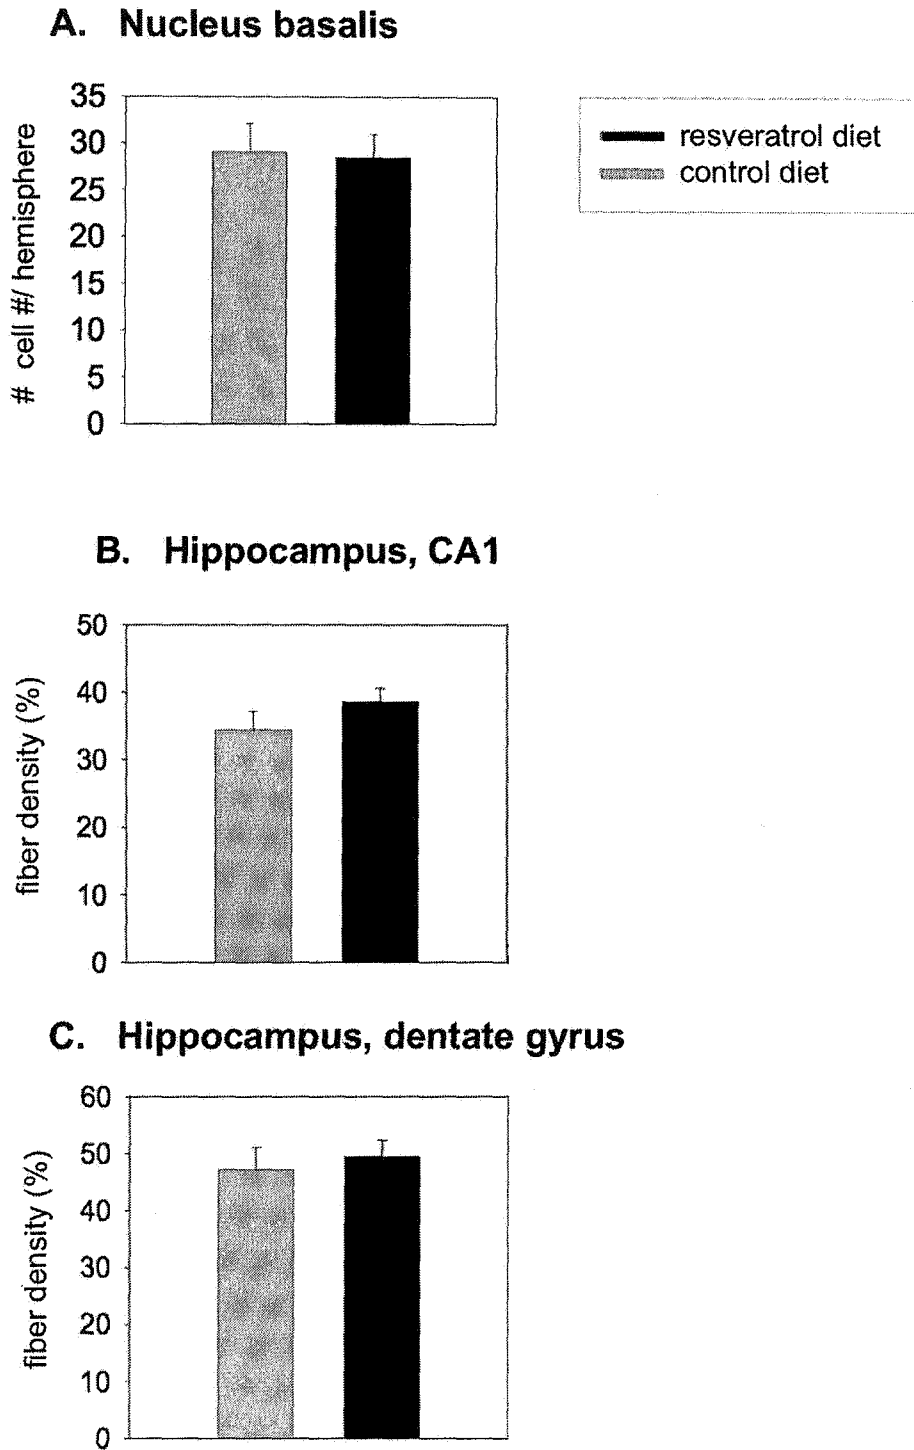 A. Nucleus basalis
35
30
25
20
15
10
5
0
# cell #/ hemisphere
resveratrol diet
control diet
B. Hippocampus, CA1
50
40
30
20
10
0
fiber density (%)
C. Hippocampus, dentate gyrus
60
50
40
30
20
10
0
fiber density (%)